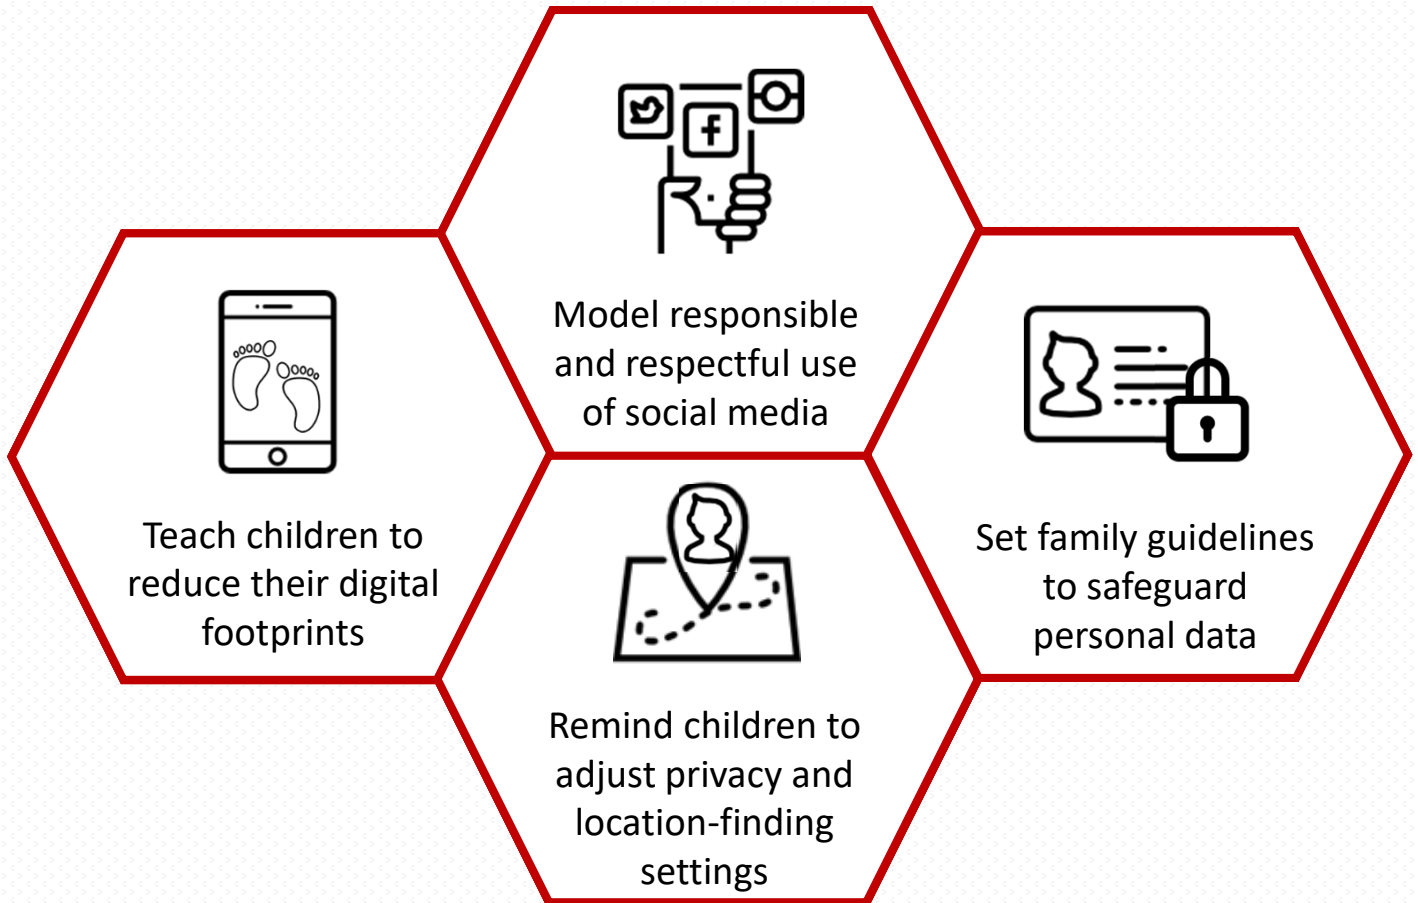 Model responsible
and respectful use
of social media
Teach children to
reduce their digital
footprints
Set family guidelines
to safeguard
personal data
Remind children to
adjust privacy and
location-finding
settings